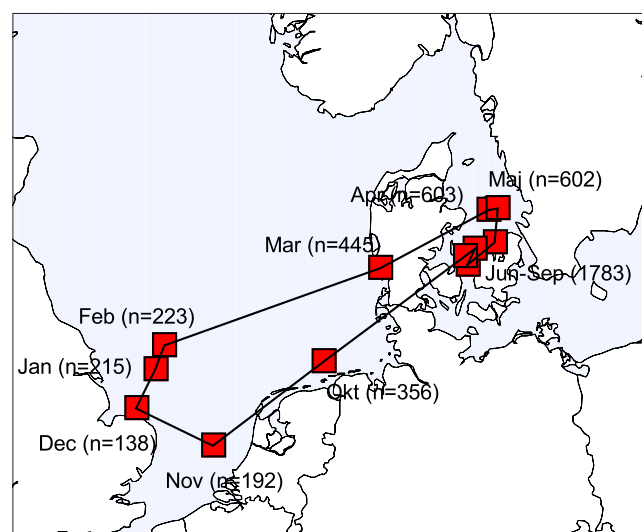 Maj (n=602)
Apr (n=603)
Mar (n=445)
Jun-Sep (1783)
Feb (n=223)
Jan (n=215)
Okt (n=356)
Dec (n=138)
Nov (n=192)